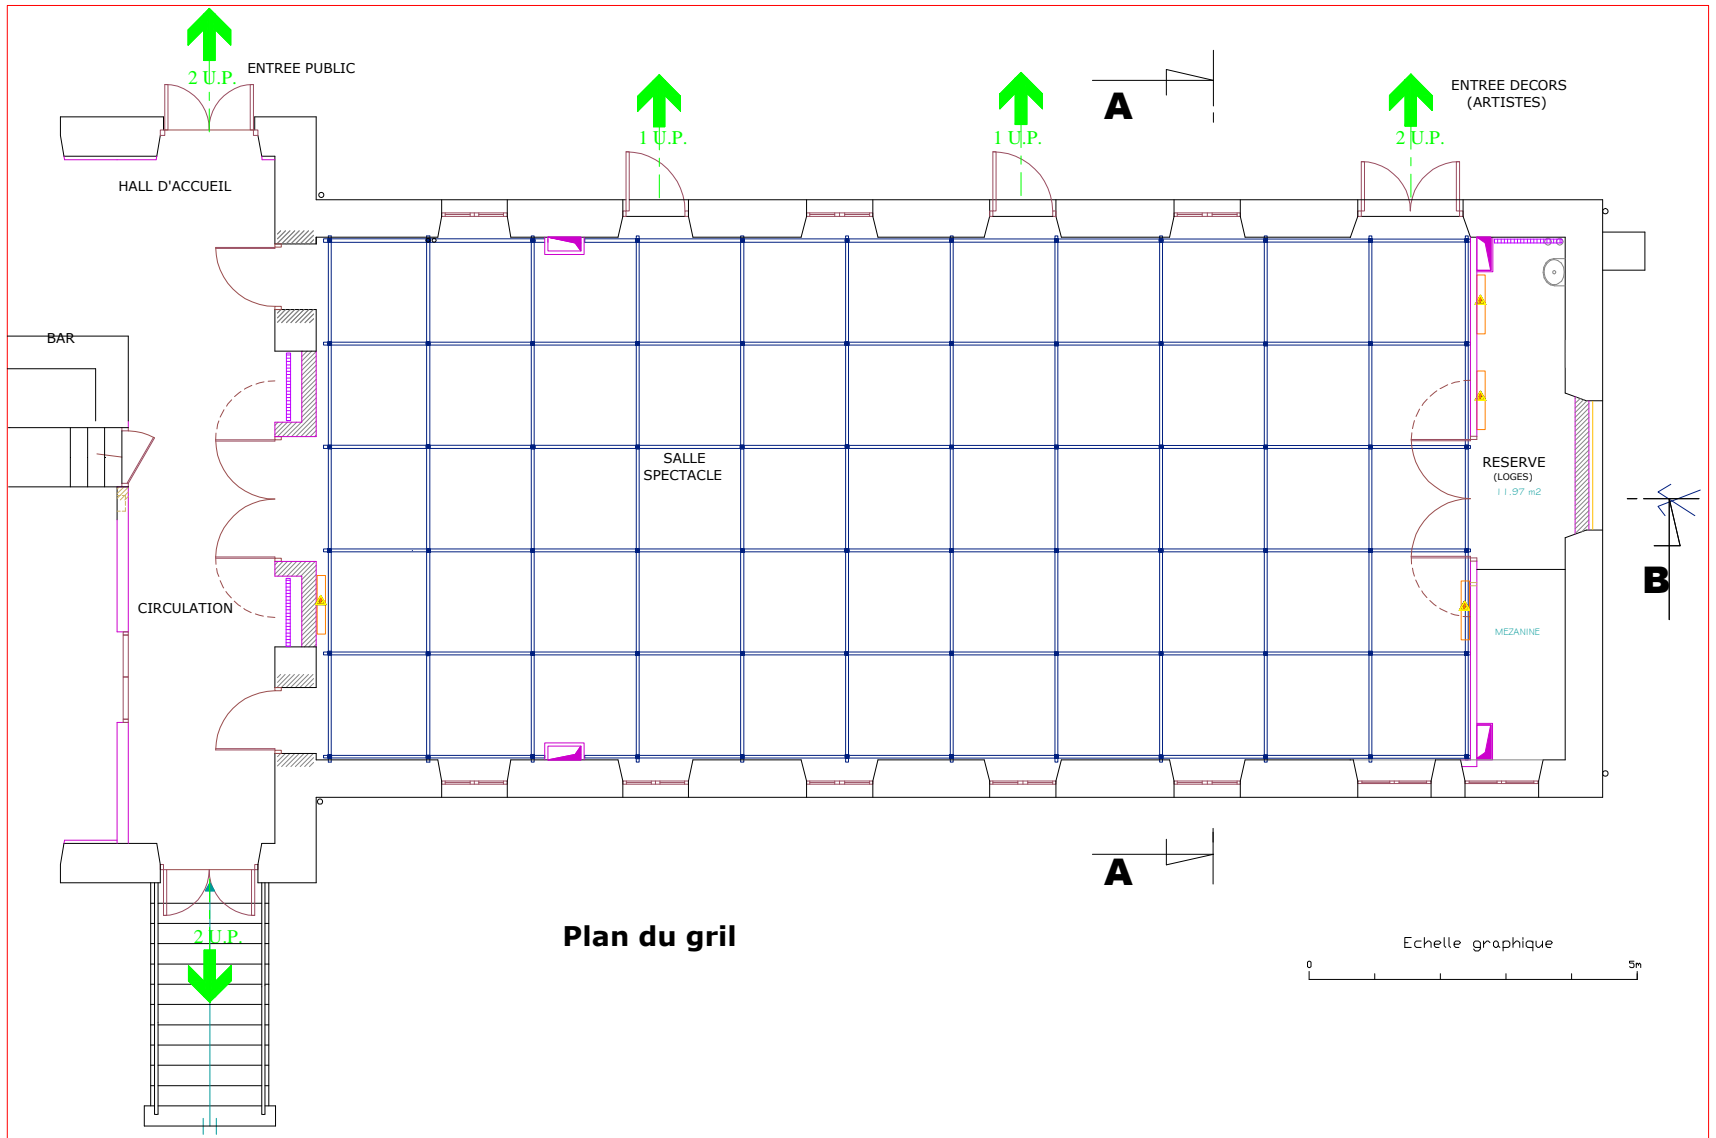 2 U.P.
ENTREE PUBLIC
1 U.P.
1 U.P.
A
2 U.P.
ENTREE DECORS
(ARTISTES)
HALL D'ACCUEIL
BAR
SALLE
SPECTACLE
RESERVE
(LOGES)
11.97 m2
B
CIRCULATION
MEZANINE
A
2 U.P.
Plan du gril
Echelle graphique
0
5m